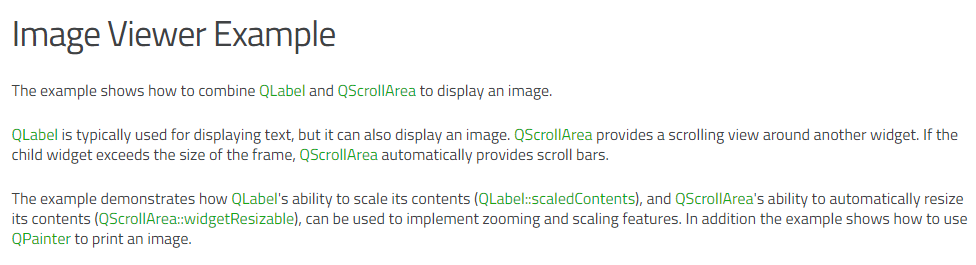 Image Viewer Example
The example shows how to combine QLabel and QScrollArea to display an image.
QLabel is typically used for displaying text, but it can also display an image. QScrollArea provides a scrolling view around another widget. If the
child widget exceeds the size of the frame, QScrollArea automatically provides scroll bars.
The example demonstrates how QLabel's ability to scale its contents (QLabel::scaledContents), and QScrollArea's ability to automatically resize
its contents (QScrollArea::widgetResizable), can be used to implement zooming and scaling features. In addition the example shows how to use
QPainter to print an image.